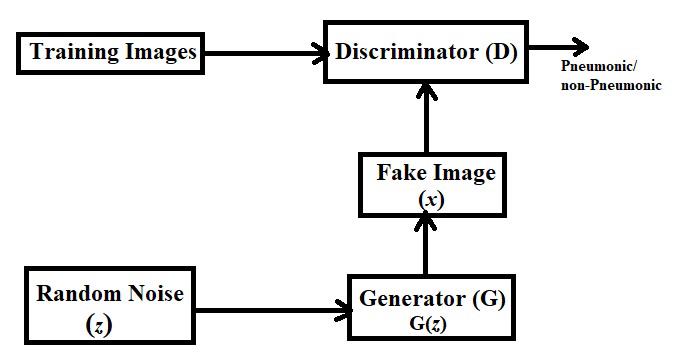 Training Images
Discriminator (D)
Pneumonic/
non-Pneumonic
Fake Image
(x)
Random Noise
(z)
Generator (G)
G(z)